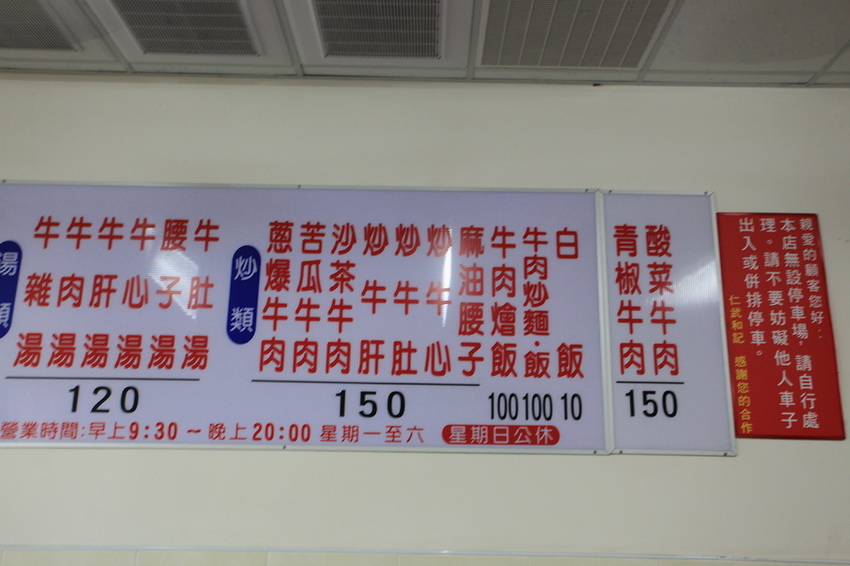 湯類
牛雜湯
牛肉湯
牛肝湯
牛心湯
腰子湯
牛肚湯
120
炒類
蔥爆牛肉
苦瓜牛肉
沙茶牛肉
炒牛肝
炒牛肚
炒牛心
麻油腰子
150
牛肉燴飯
100
牛肉炒麵·飯
100
白飯
10
青椒牛肉
酸菜牛肉
150
營業時間:早上9:30～晚上20:00 星期一至六 星期日公休
親愛的顧客您好：
本店無設停車場，請自行處
理。請不要妨礙他人車子
出入或併排停車。
仁武和記 感謝您的合作